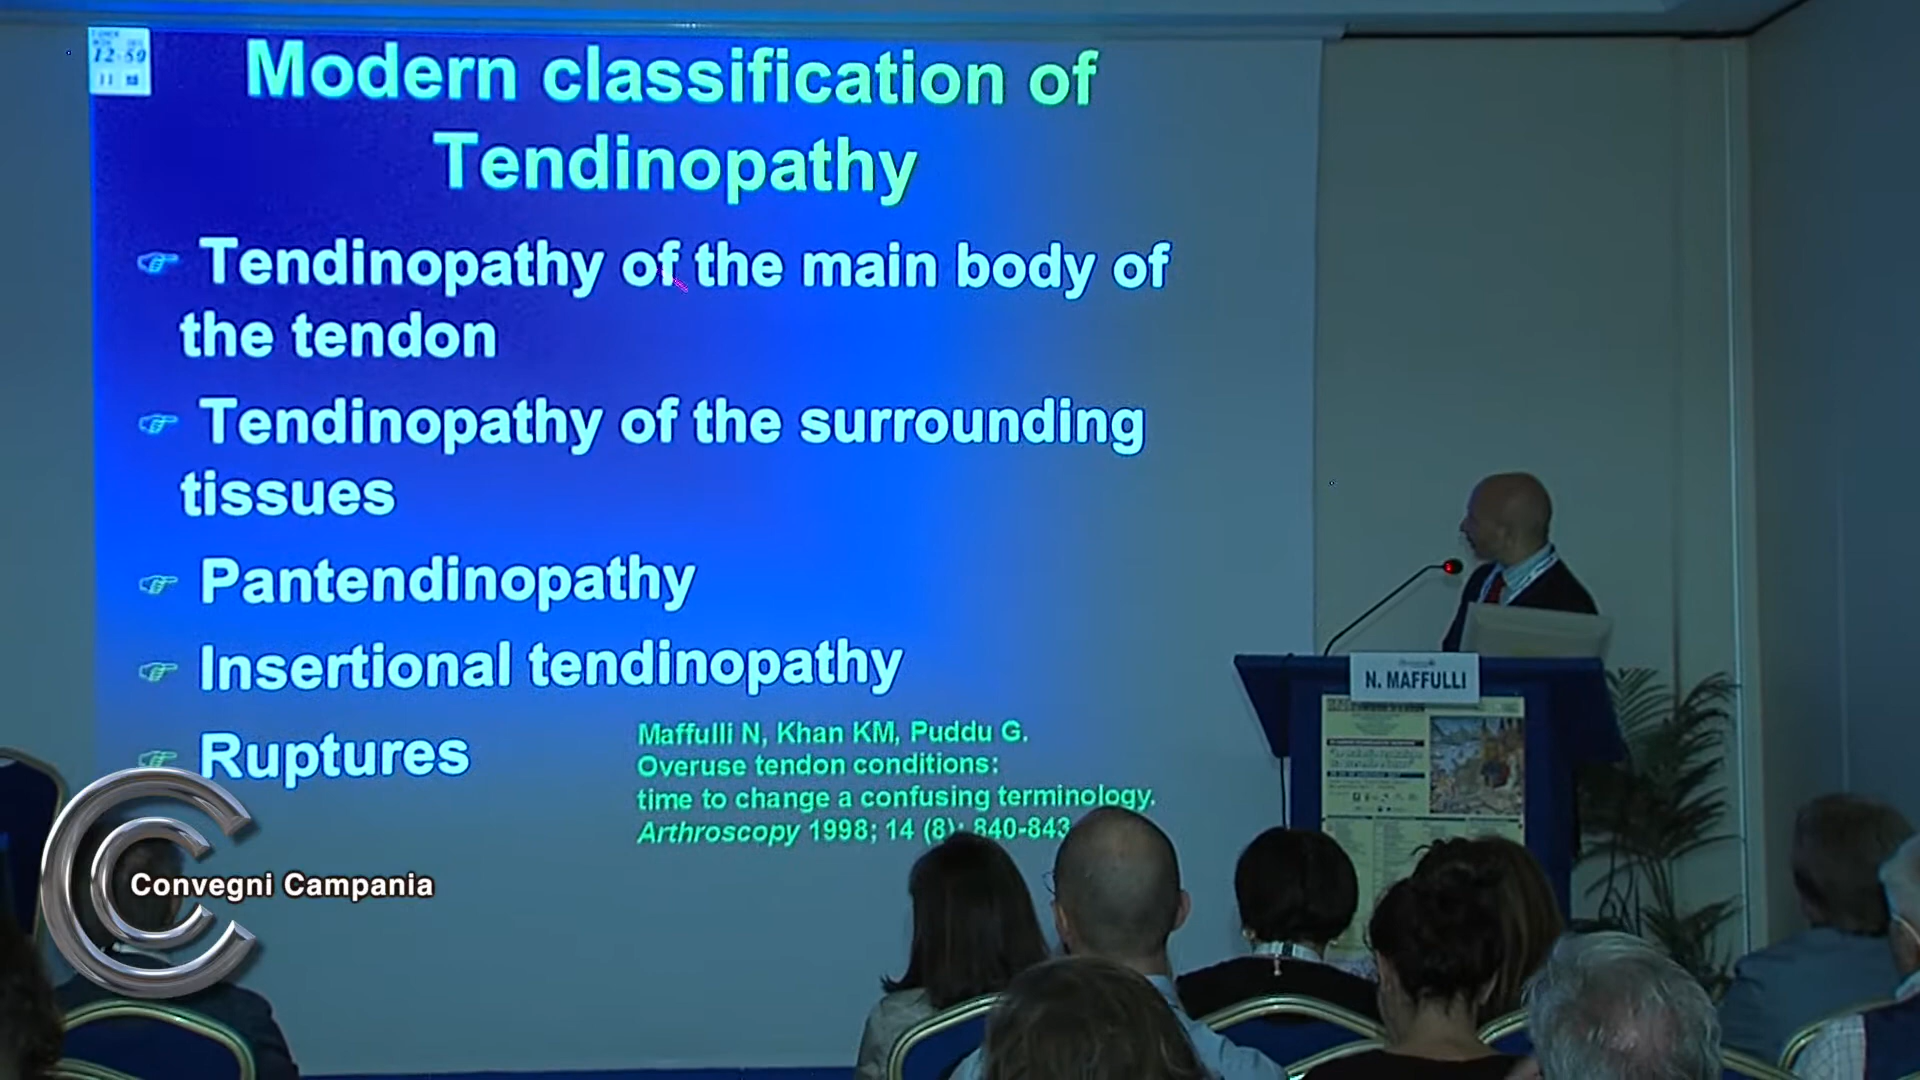 12:59
Modern classification of
Tendinopathy
Tendinopathy of the main body of
the tendon
Tendinopathy of the surrounding
tissues
Pantendinopathy
Insertional tendinopathy
Ruptures
Maffulli N, Khan KM, Puddu G.
Overuse tendon conditions:
time to change a confusing terminology.
Arthroscopy 1998; 14 (8): 840-843
N. MAFFULLI
Convegni Campania